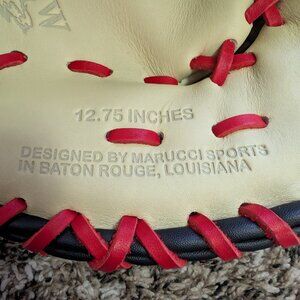 12.75 INCHES
DESIGNED BY MARUCCI SPORTS
IN BATON ROUGE, LOUISIANA